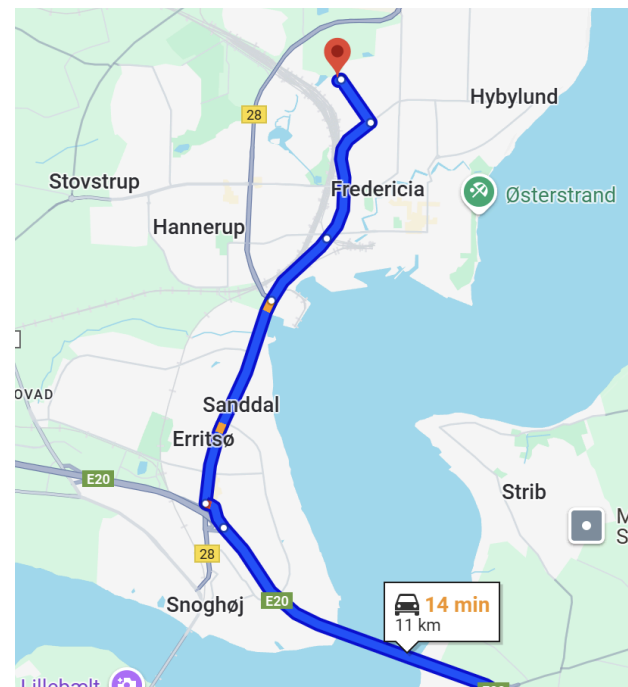 Hybylund
28
Stovstrup
Fredericia
Østerstrand
Hannerup
OVAD
Sanddal
Erritsø
E20
Strib
M
S
28
Snoghøj
E20
14 min
11 km
Lillebælt